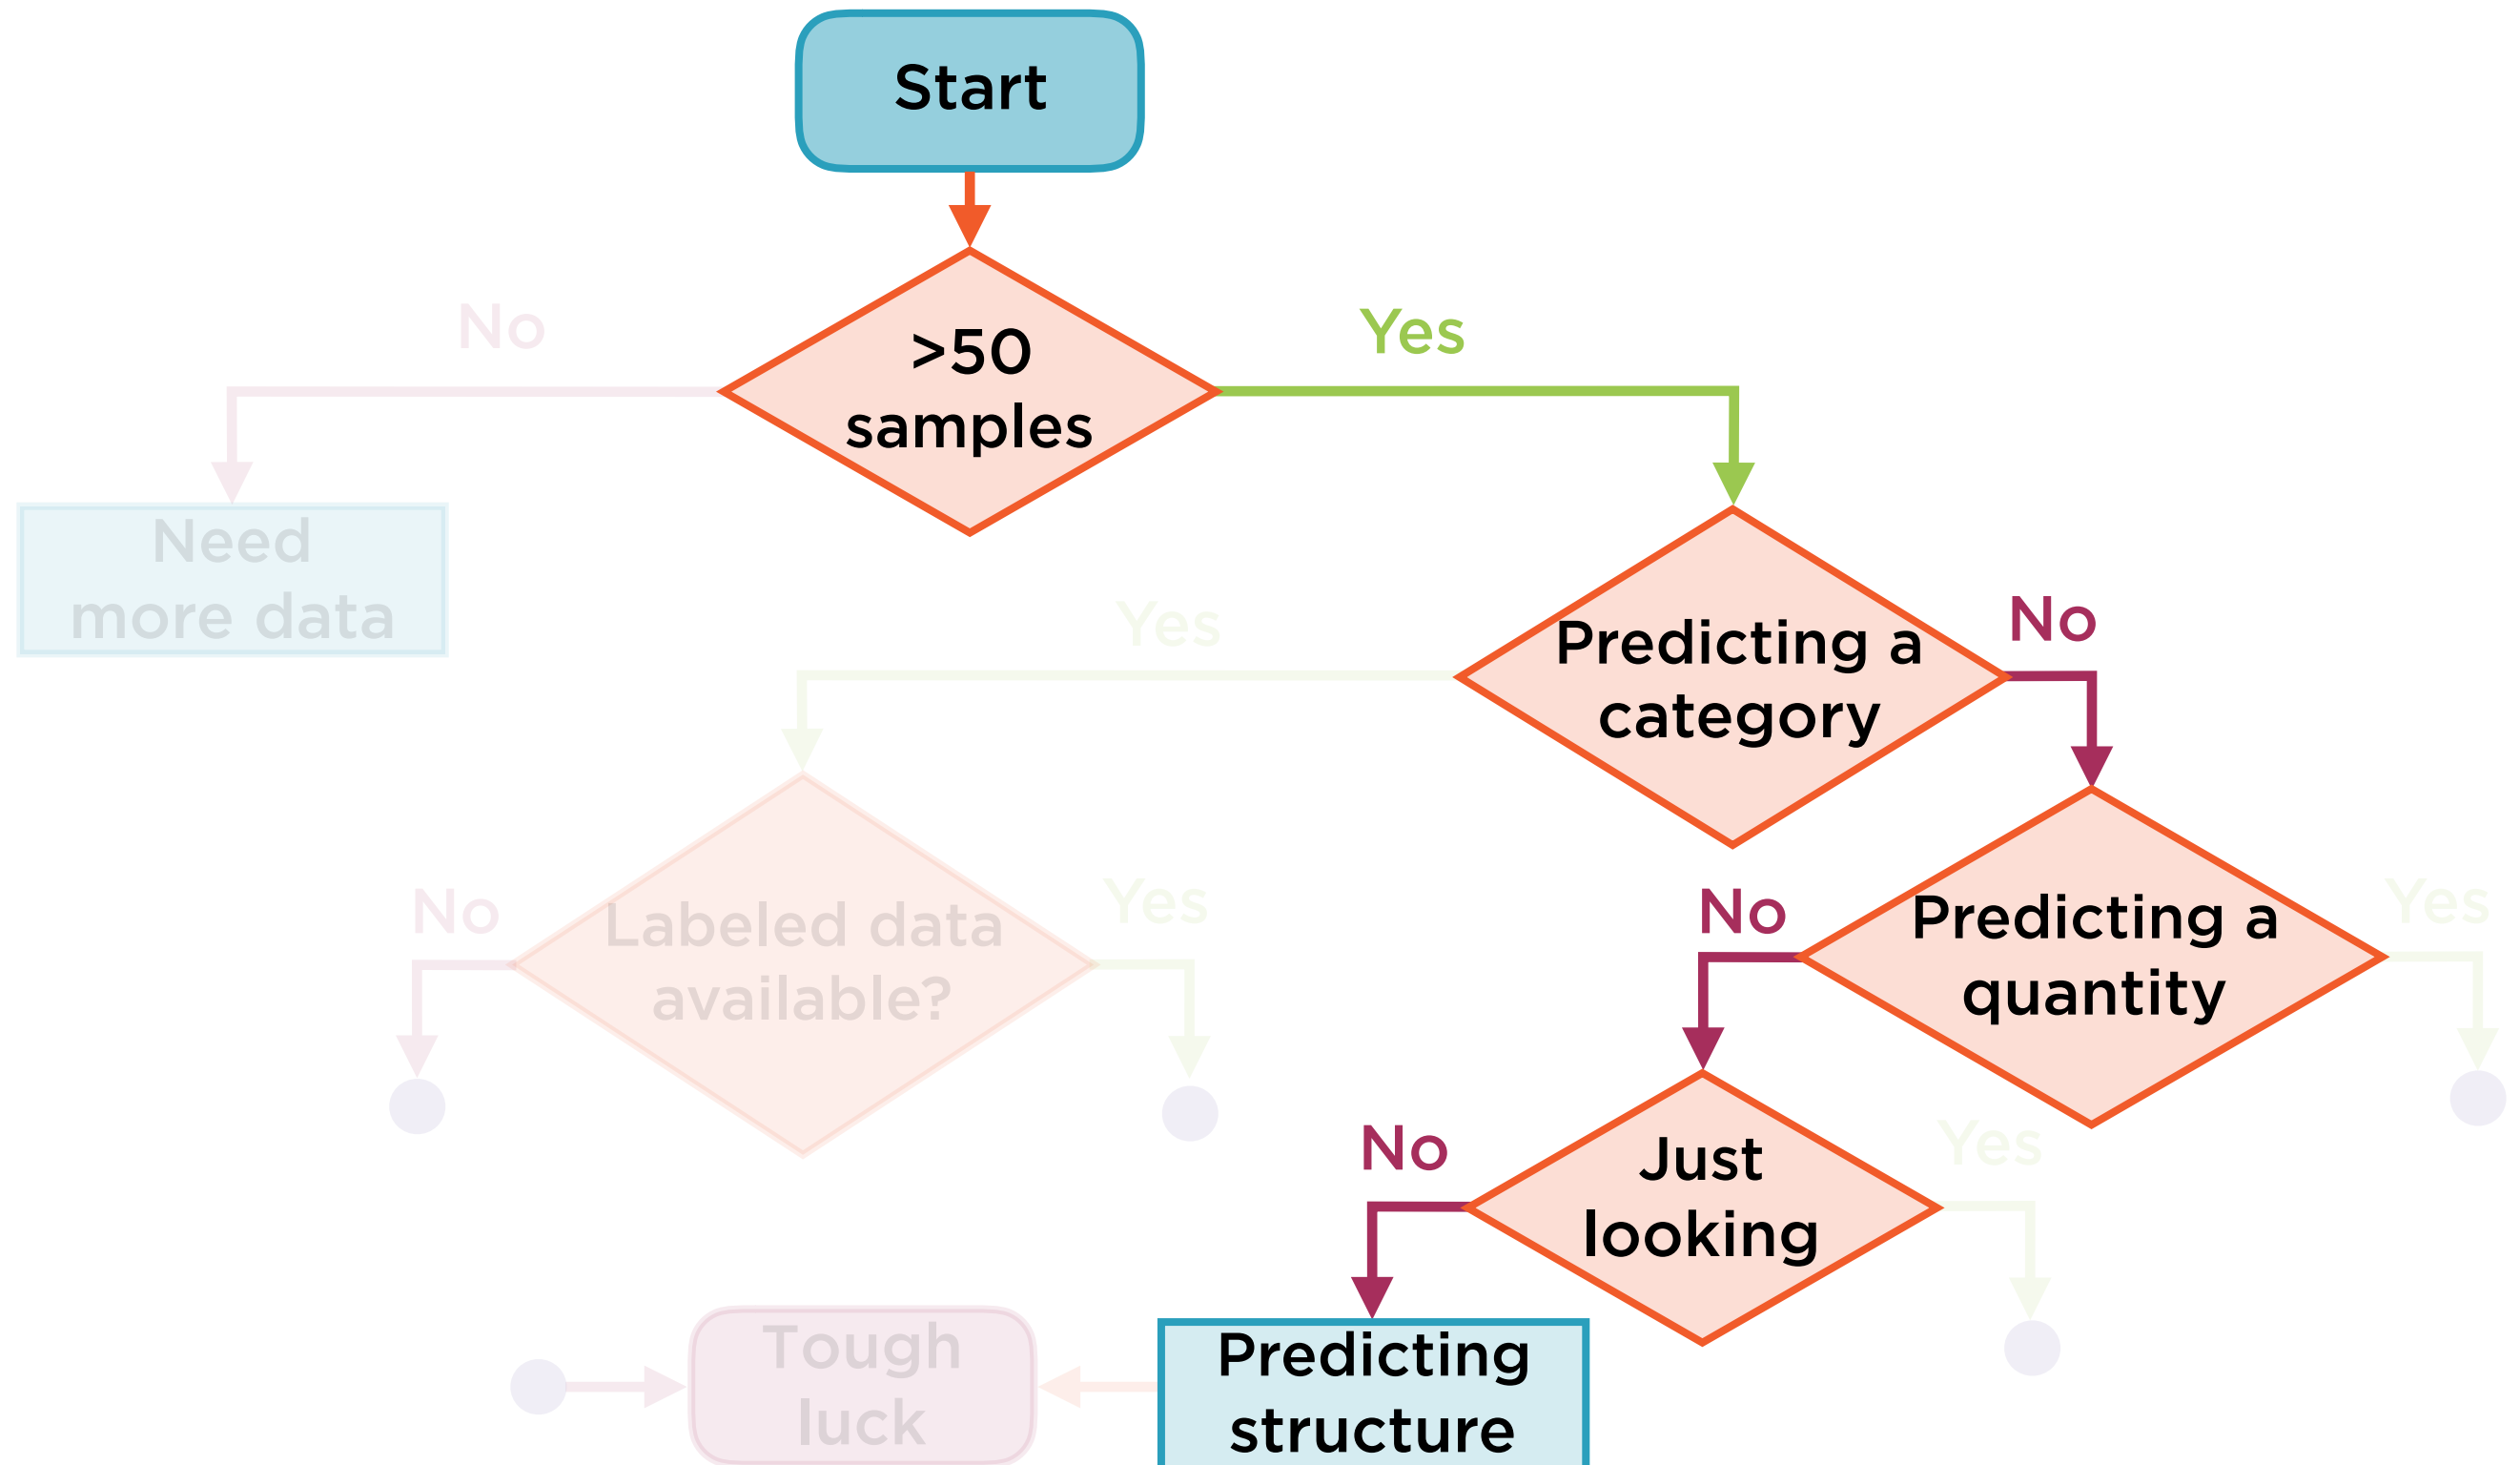 Start
No
Yes
>50
samples
Need
more data
Yes
No
Predicting a
category
No
Yes
No
Yes
Labeled data
available?
Predicting a
quantity
No
Yes
Just
looking
Tough
luck
Predicting
structure